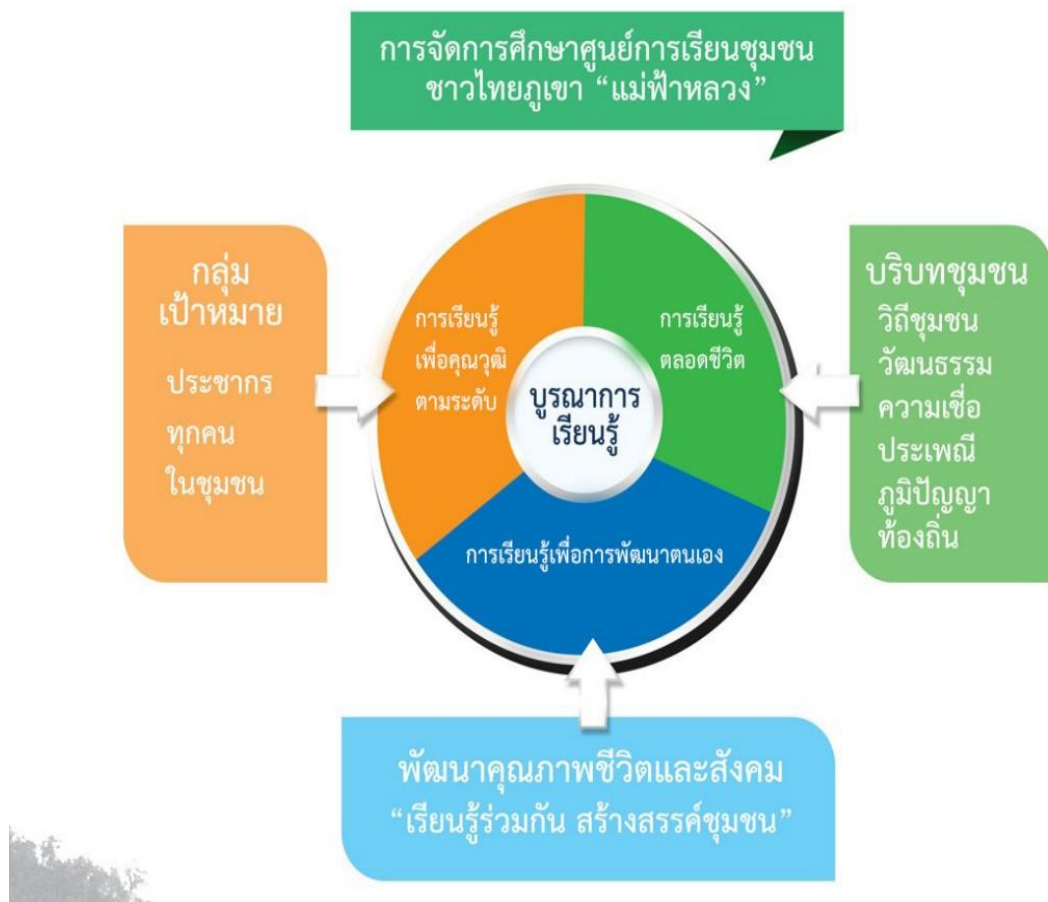 การจัดการศึกษาศูนย์การเรียนชุมชน
ชาวไทยภูเขา “แม่ฟ้าหลวง”
กลุ่ม
เป้าหมาย
ประชากร
ทุกคน
ในชุมชน
การเรียนรู้
เพื่อคุณวุฒิ
ตามระดับ
การเรียนรู้
ตลอดชีวิต
บูรณาการ
เรียนรู้
การเรียนรู้เพื่อการพัฒนาตนเอง
บริบทชุมชน
วิถีชุมชน
วัฒนธรรม
ความเชื่อ
ประเพณี
ภูมิปัญญา
ท้องถิ่น
พัฒนาคุณภาพชีวิตและสังคม
“เรียนรู้ร่วมกัน สร้างสรรค์ชุมชน”